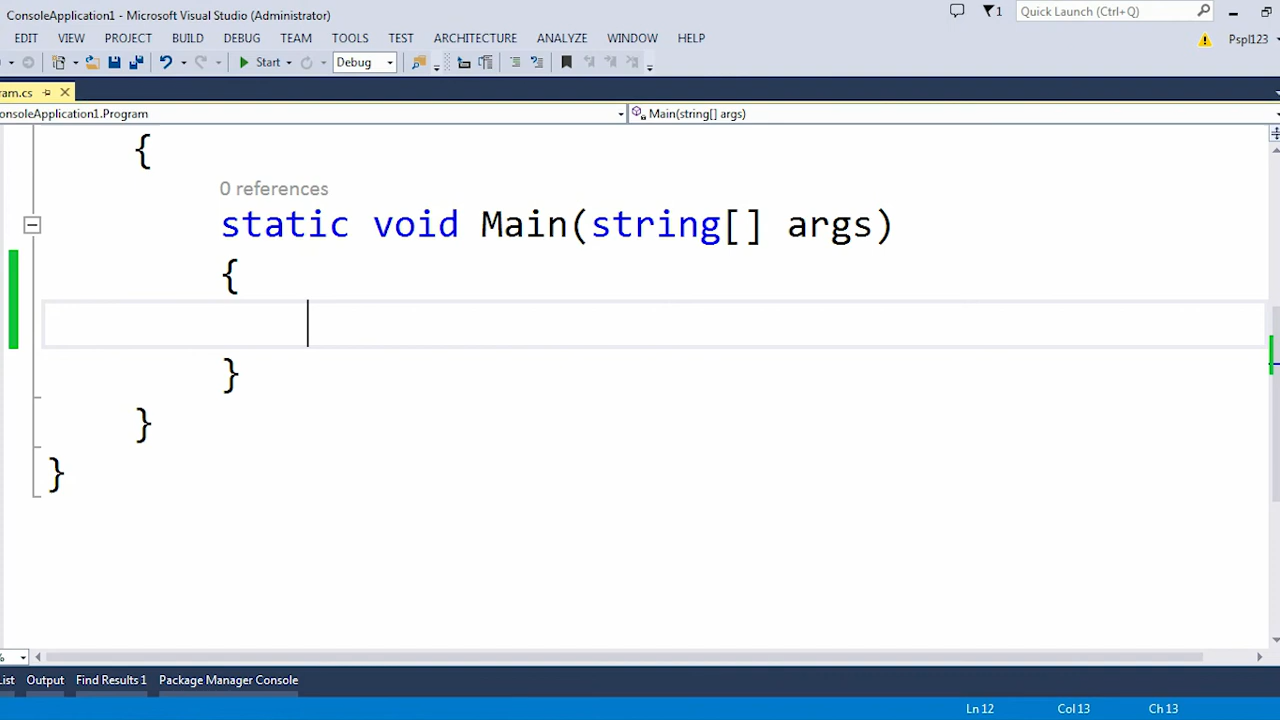 ConsoleApplication1 - Microsoft Visual Studio (Administrator)
Quick Launch (Ctrl+Q)
1
EDIT VIEW PROJECT BUILD DEBUG TEAM TOOLS TEST ARCHITECTURE ANALYZE WINDOW HELP
Pspl123
Start Debug
ram.cs
onsoleApplication1.Program
Main(string[] args)
{
0 references
static void Main(string[] args)
{
}
}
}
%
ist Output Find Results 1 Package Manager Console
Ln 12 Col 13 Ch 13